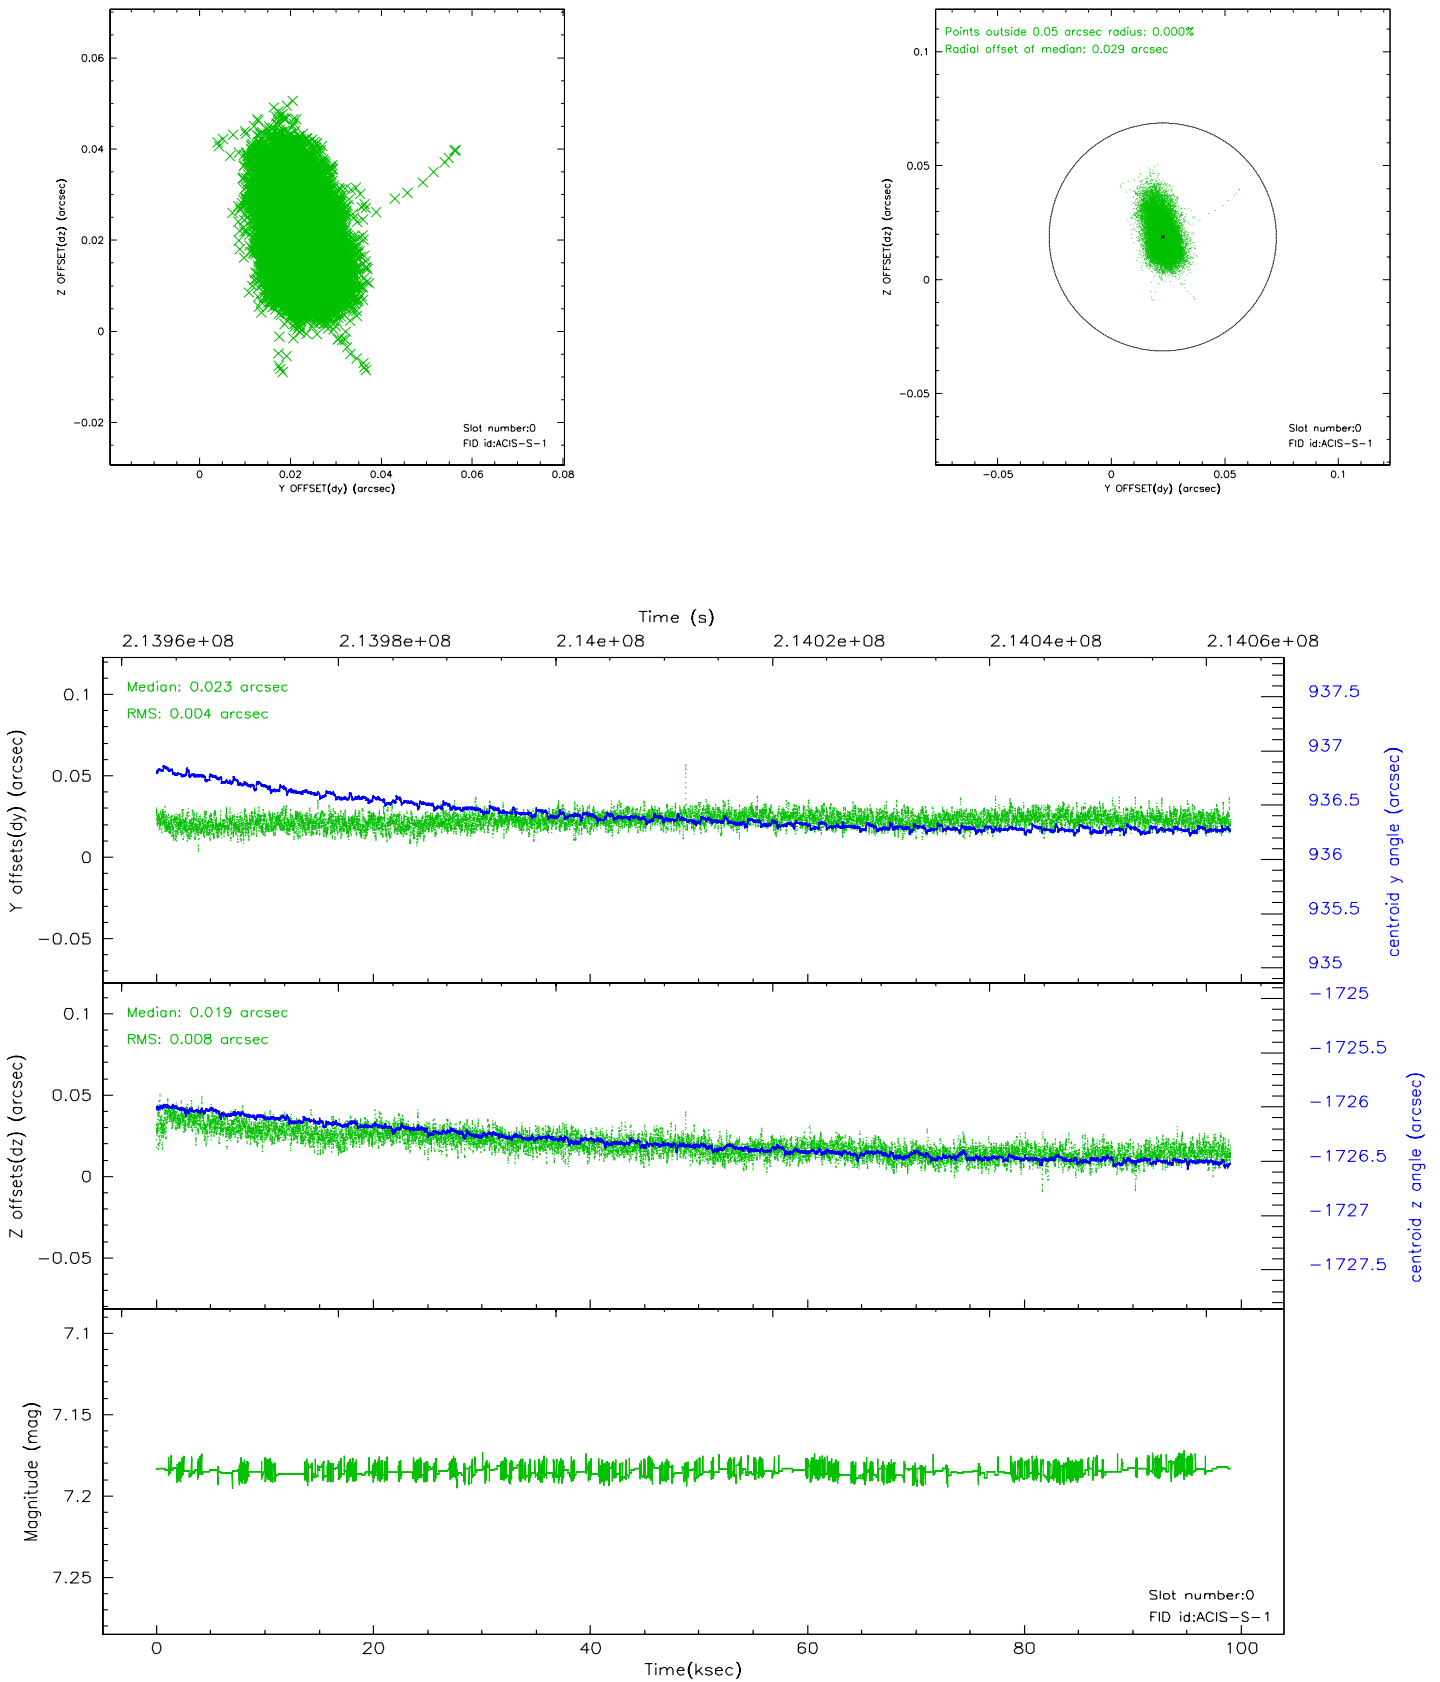 0.06
0.04
0.02
0
−0.02
Z OFFSET(dz) (arcsec)
Slot number:0
FID id:ACIS−S−1
0 0.02 0.04 0.06 0.08
Y OFFSET(dy) (arcsec)
Points outside 0.05 arcsec radius: 0.000%
Radial offset of median: 0.029 arcsec
0.1
0.05
0
−0.05
Z OFFSET(dz) (arcsec)
Slot number:0
FID id:ACIS−S−1
−0.05 0 0.05 0.1
Y OFFSET(dy) (arcsec)
Time (s)
2.1396e+08 2.1398e+08 2.14e+08 2.1402e+08 2.1404e+08 2.1406e+08
Median: 0.023 arcsec
RMS: 0.004 arcsec
0.1
0.05
0
−0.05
Y offsets(dy) (arcsec)
937.5
937
936.5
936
935.5
935
centroid y angle (arcsec)
Median: 0.019 arcsec
RMS: 0.008 arcsec
0.1
0.05
0
−0.05
Z offsets(dz) (arcsec)
−1725
−1725.5
−1726
−1726.5
−1727
−1727.5
centroid z angle (arcsec)
7.1
7.15
7.2
7.25
Magnitude (mag)
Slot number:0
FID id:ACIS−S−1
0 20 40 60 80 100
Time(ksec)